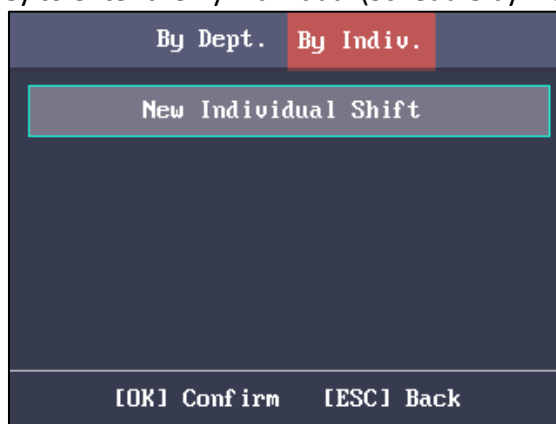 By Dept. By Indiv.
New Individual Shift
[OK] Confirm [ESC] Back